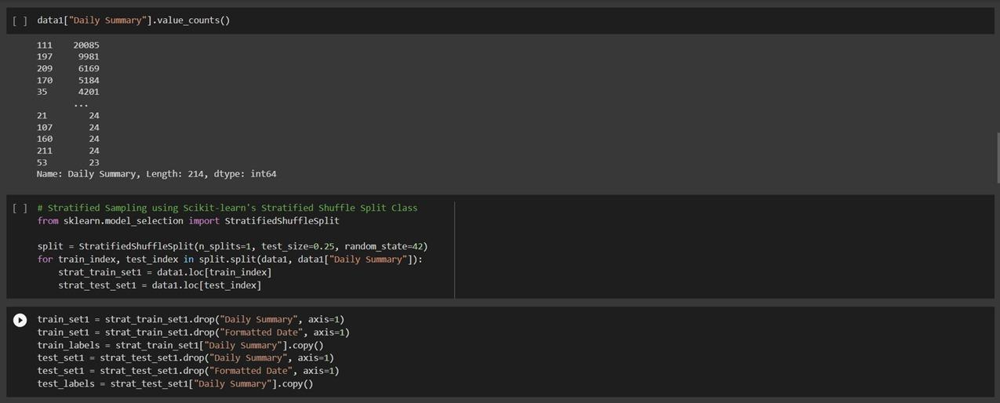 [ ] data1["Daily Summary"].value_counts()
111 20085
197 9981
209 6169
170 5184
35 4201
...
21 24
107 24
160 24
211 24
53 23
Name: Daily Summary, Length: 214, dtype: int64
[ ] # Stratified Sampling using Scikit-learn's Stratified Shuffle Split Class
from sklearn.model_selection import StratifiedShuffleSplit
split = StratifiedShuffleSplit(n_splits=1, test_size=0.25, random_state=42)
for train_index, test_index in split.split(data1, data1["Daily Summary"]):
strat_train_set1 = data1.loc[train_index]
strat_test_set1 = data1.loc[test_index]
train_set1 = strat_train_set1.drop("Daily Summary", axis=1)
train_set1 = strat_train_set1.drop("Formatted Date", axis=1)
train_labels = strat_train_set1["Daily Summary"].copy()
test_set1 = strat_test_set1.drop("Daily Summary", axis=1)
test_set1 = strat_test_set1.drop("Formatted Date", axis=1)
test_labels = strat_test_set1["Daily Summary"].copy()